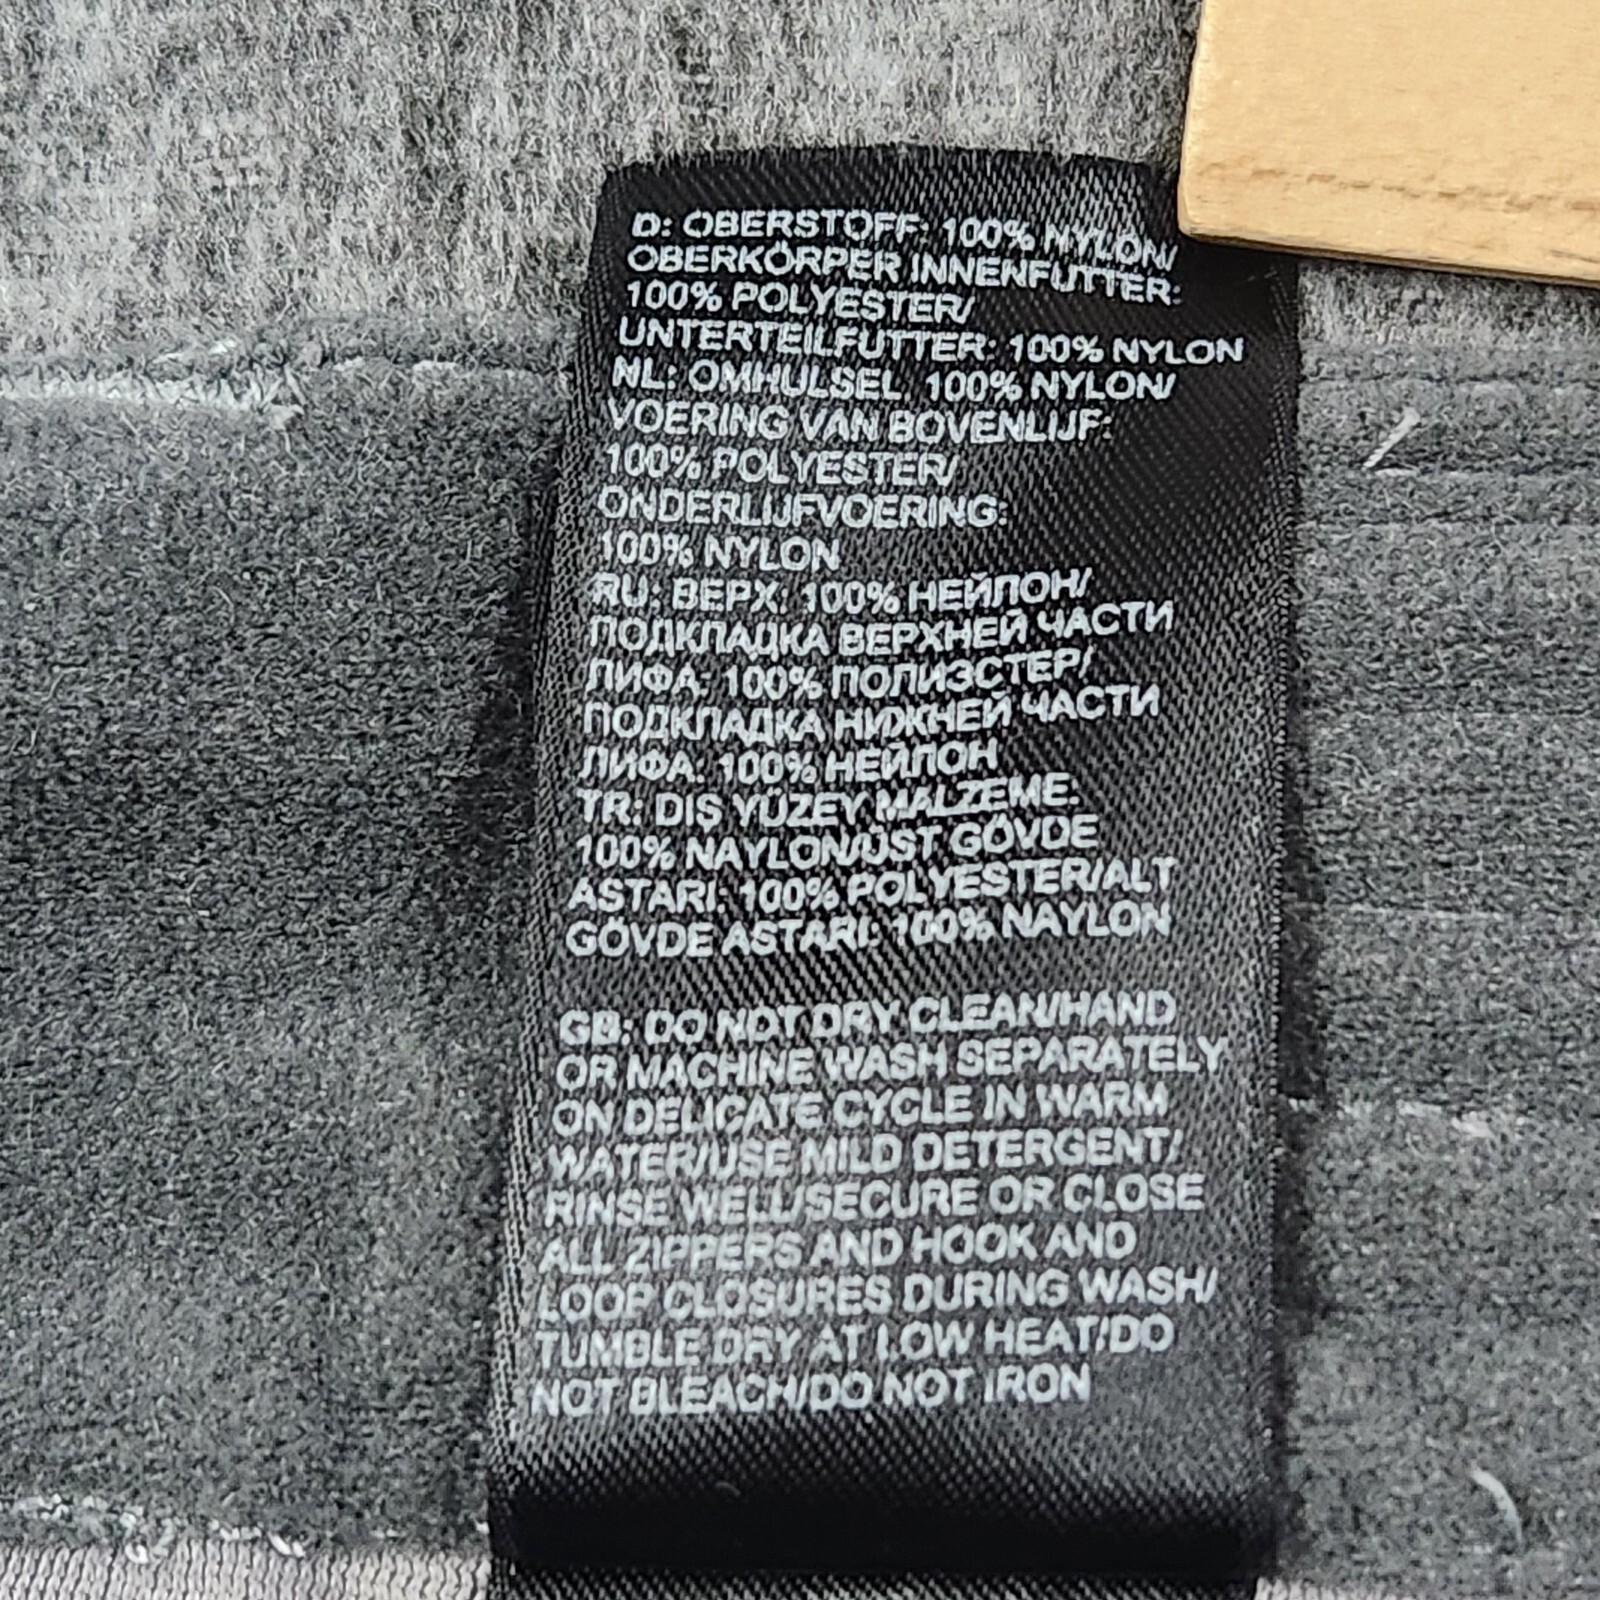 D: OBERSTOFF: 100% NYLON/
OBERKÖRPER INNENFUTTER:
100% POLYESTER/
UNTERTEILFUTTER: 100% NYLON
NL: OMHULSEL 100% NYLON/
VOERING VAN BOVENLIJF:
100% POLYESTER/
ONDERLIJFVOERING:
100% NYLON
RU: ВЕРХ: 100% НЕЙЛОН/
ПОДКЛАДКА ВЕРХНЕЙ ЧАСТИ
ЛИФА: 100% ПОЛИЭСТЕР/
ПОДКЛАДКА НИЖНЕЙ ЧАСТИ
ЛИФА: 100% НЕЙЛОН
TR: DIŞ YÜZEY MALZEME:
100% NAYLON/ÜST GÖVDE
ASTARI: 100% POLYESTER/ALT
GÖVDE ASTARI: 100% NAYLON
GB: DO NOT DRY CLEAN/HAND
OR MACHINE WASH SEPARATELY
ON DELICATE CYCLE IN WARM
WATER/USE MILD DETERGENT/
RINSE WELL/SECURE OR CLOSE
ALL ZIPPERS AND HOOK AND
LOOP CLOSURES DURING WASH/
TUMBLE DRY AT LOW HEAT/DO
NOT BLEACH/DO NOT IRON